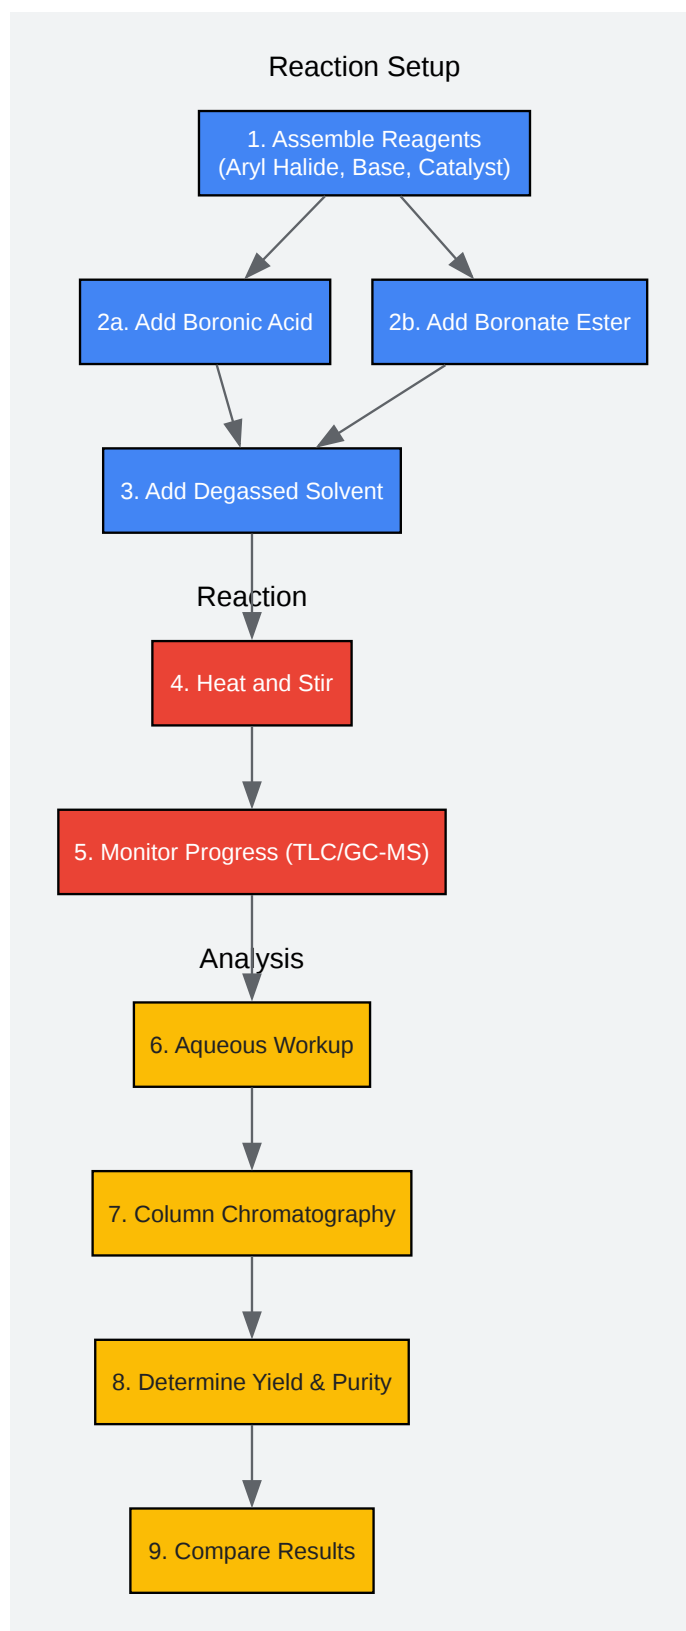 Reaction Setup
1. Assemble Reagents
(Aryl Halide, Base, Catalyst)
2a. Add Boronic Acid
2b. Add Boronate Ester
3. Add Degassed Solvent
Reaction
4. Heat and Stir
5. Monitor Progress (TLC/GC-MS)
Analysis
6. Aqueous Workup
7. Column Chromatography
8. Determine Yield & Purity
9. Compare Results